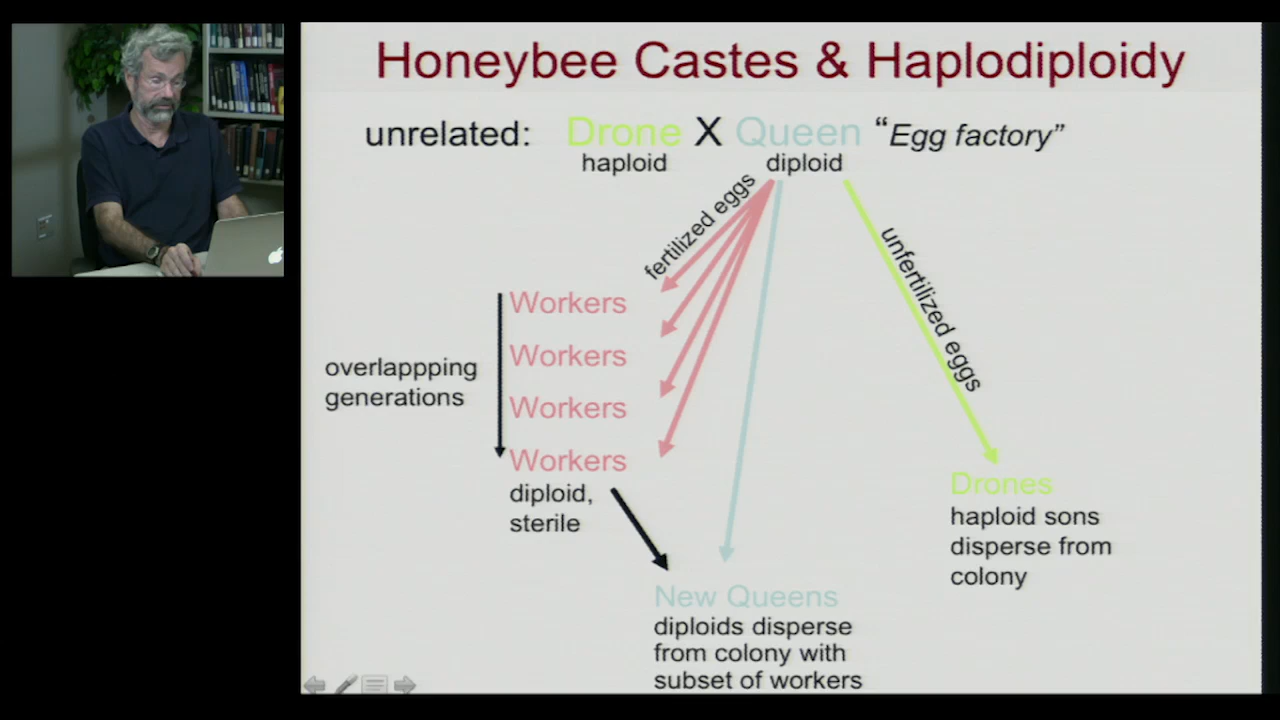 Honeybee Castes & Haplodiploidy
unrelated: Drone X Queen “Egg factory”
haploid diploid
fertilized eggs
unfertilized eggs
Workers
Workers
overlappping
generations
Workers
Workers
diploid,
sterile
Drones
haploid sons
disperse from
colony
New Queens
diploids disperse
from colony with
subset of workers